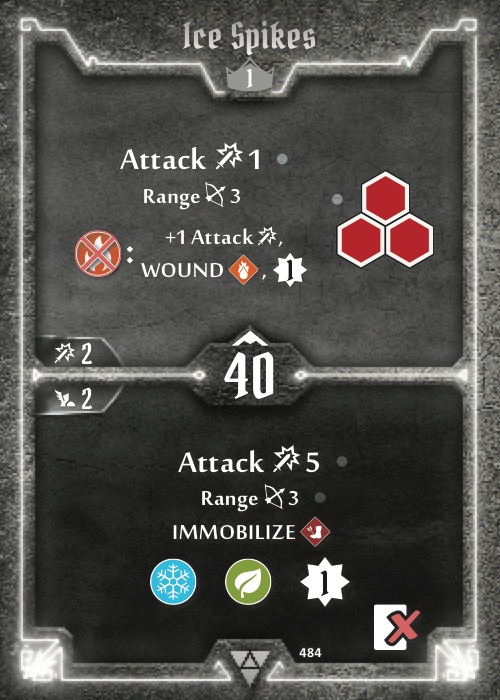 Ice Spikes
1
Attack 1
Range 3
: +1 Attack ,
WOUND , 1
2
40
2
Attack 5
Range 3
IMMOBILIZE
1
484